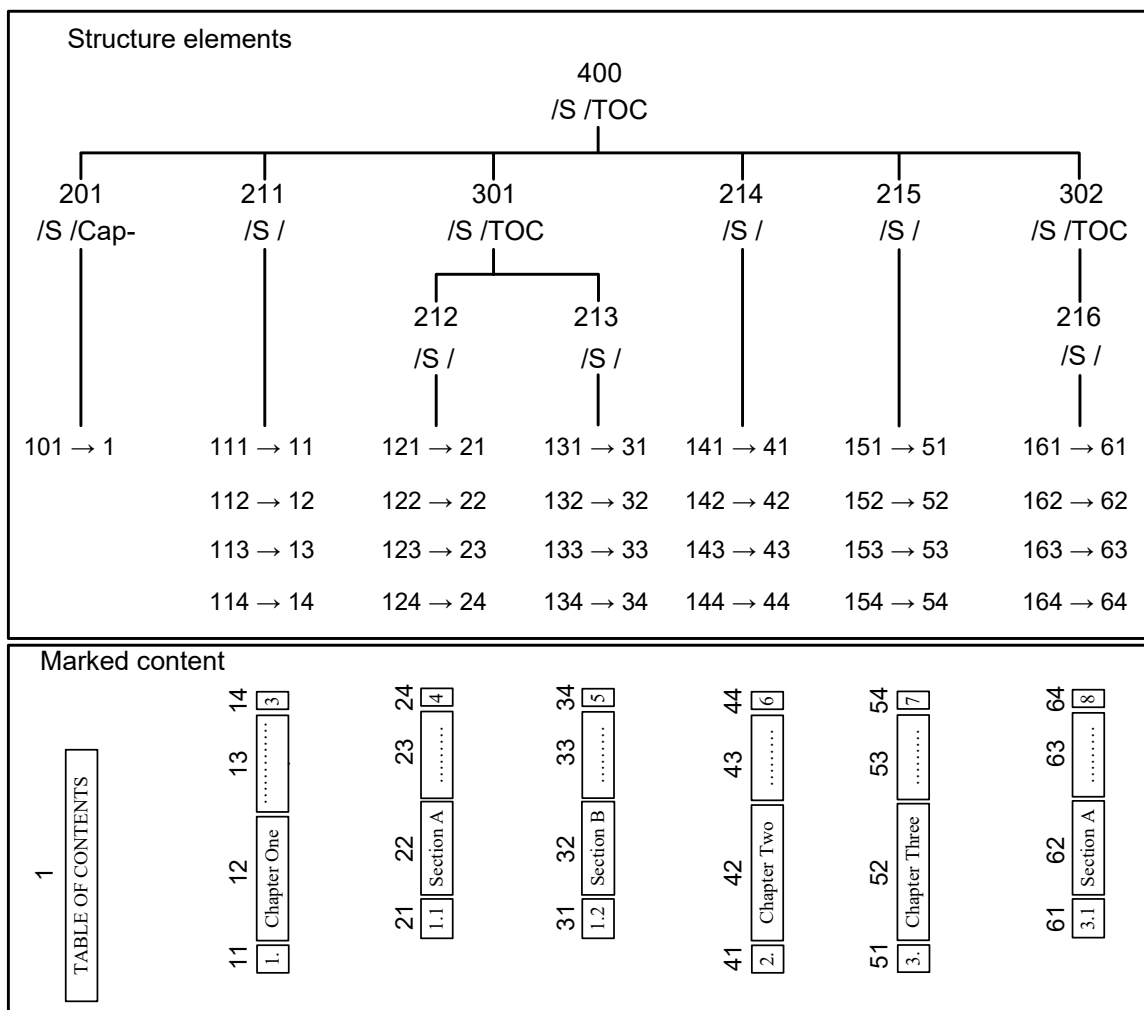 Structure elements
400
/S /TOC
201 211 301 214 215 302
/S /Cap- /S / /S /TOC /S / /S / /S /TOC
212 213 216
/S / /S / /S /
101 → 1 111 → 11 121 → 21 131 → 31 141 → 41 151 → 51 161 → 61
112 → 12 122 → 22 132 → 32 142 → 42 152 → 52 162 → 62
113 → 13 123 → 23 133 → 33 143 → 43 153 → 53 163 → 63
114 → 14 124 → 24 134 → 34 144 → 44 154 → 54 164 → 64
Marked content
1
TABLE OF CONTENTS
11 12 13 14
1. Chapter One ............. 3
21 22 23 24
1.1 Section A ......... 4
31 32 33 34
1.2 Section B ......... 5
41 42 43 44
2. Chapter Two ......... 6
51 52 53 54
3. Chapter Three ......... 7
61 62 63 64
3.1 Section A ......... 8